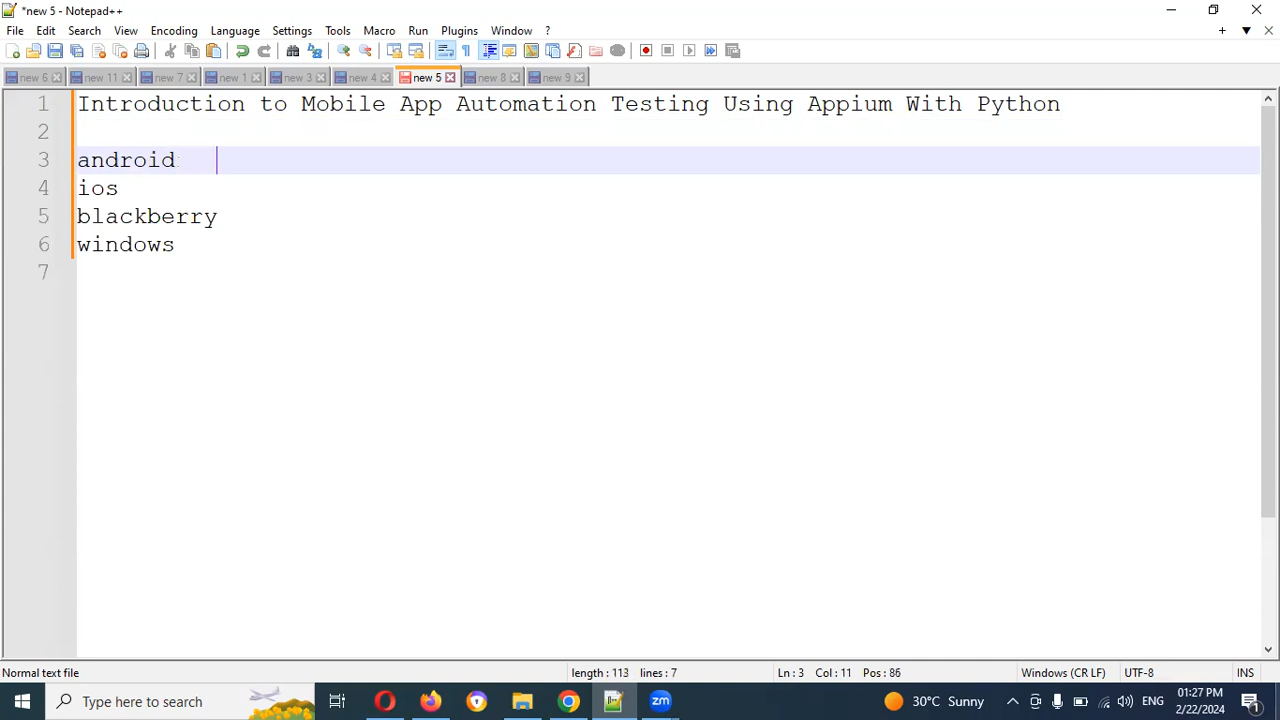 *new 5 - Notepad++
File Edit Search View Encoding Language Settings Tools Macro Run Plugins Window ?
new 6 new 11 new 7 new 1 new 3 new 4 new 5 new 8 new 9
1 Introduction to Mobile App Automation Testing Using Appium With Python
2
3 android
4 ios
5 blackberry
6 windows
7
Normal text file length : 113 lines : 7 Ln : 3 Col : 11 Pos : 86 Windows (CR LF) UTF-8 INS
Type here to search zm 30°C Sunny ENG 01:27 PM
2/22/2024 1